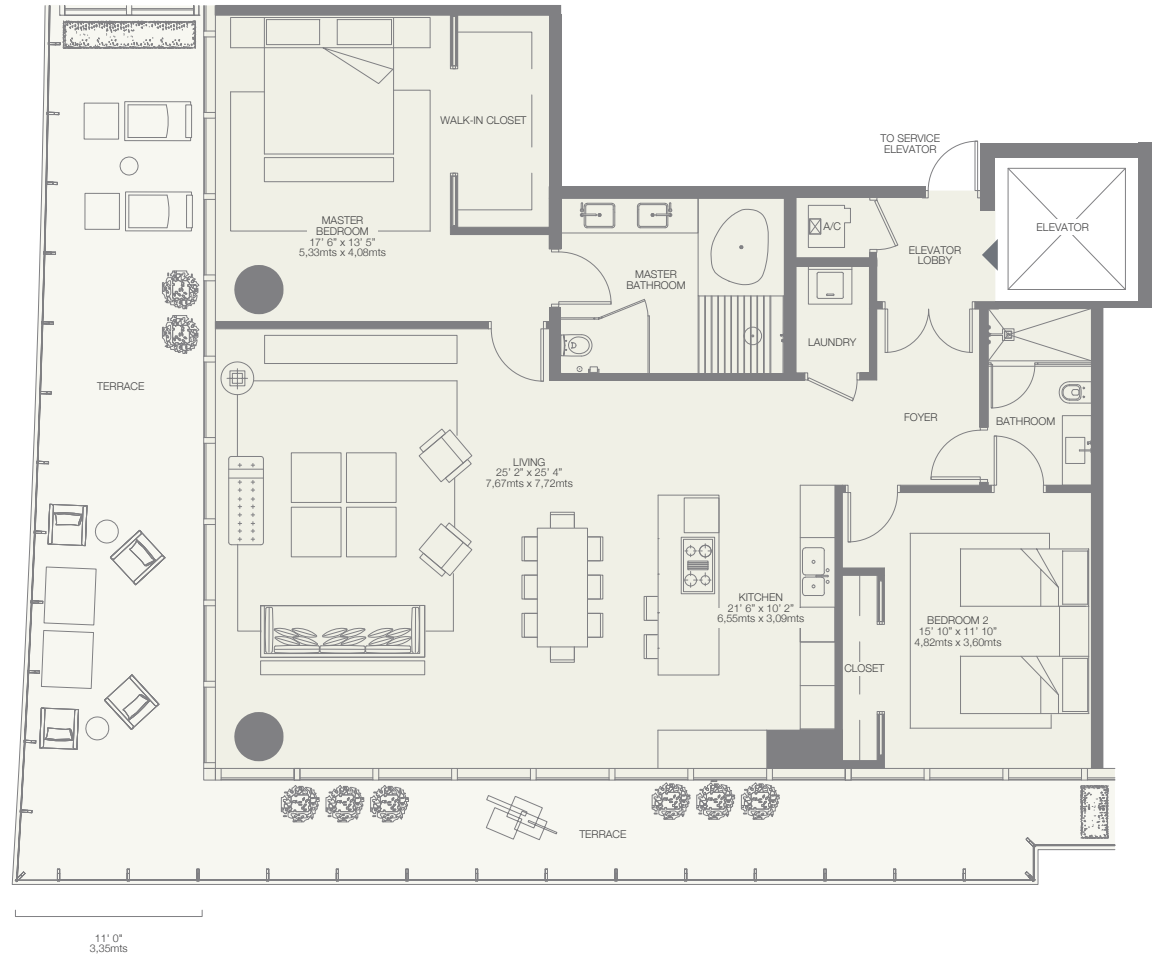 TO SERVICE
ELEVATOR
WALK-IN CLOSET
MASTER
BEDROOM
17' 6" x 13' 5"
5,33mts x 4,08mts
A/C
ELEVATOR
LOBBY
ELEVATOR
MASTER
BATHROOM
LAUNDRY
TERRACE
FOYER
BATHROOM
LIVING
25' 2" x 25' 4"
7,67mts x 7,72mts
KITCHEN
21' 6" x 10' 2"
6,55mts x 3,09mts
BEDROOM 2
15' 10" x 11' 10"
4,82mts x 3,60mts
CLOSET
TERRACE
11' 0"
3,35mts